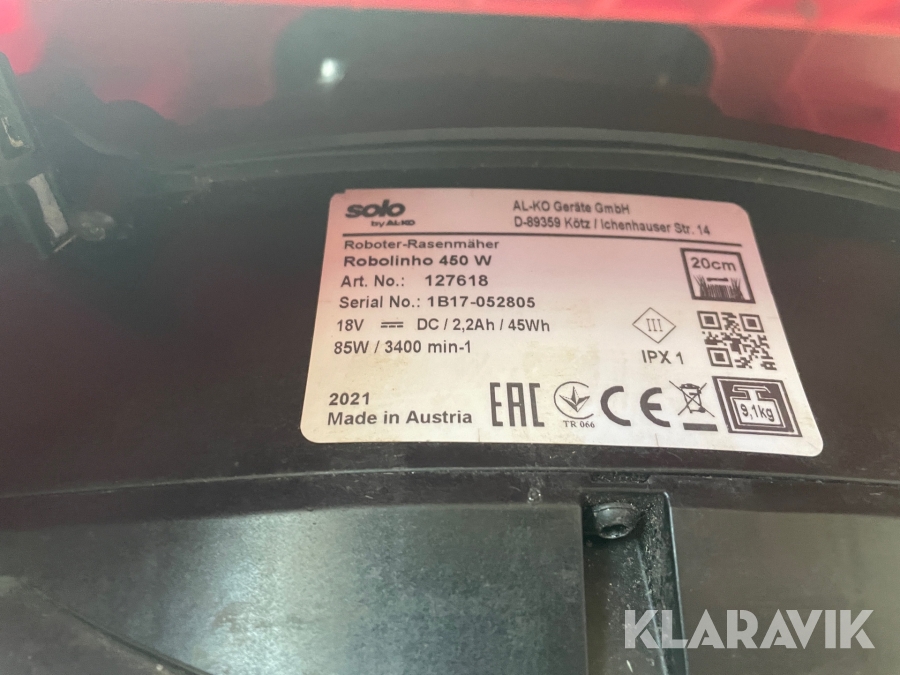 solo
by AL-KO
AL-KO Geräte GmbH
D-89359 Kötz / Ichenhauser Str. 14
Roboter-Rasenmäher
Robolinho 450 W
Art. No.: 127618
Serial No.: 1B17-052805
18V DC / 2,2Ah / 45Wh
85W / 3400 min-1
20cm
III
IPX 1
2021
Made in Austria
EAC
TR 066
CE
9,1kg
KLARAVIK